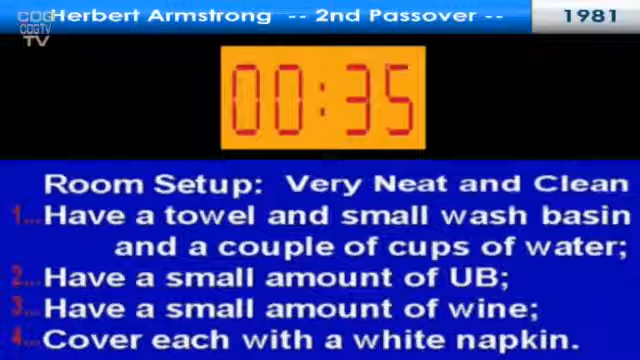 Herbert Armstrong -- 2nd Passover -- 1981
CDG
CDGTV
TV
00:35
Room Setup: Very Neat and Clean
1...Have a towel and small wash basin
and a couple of cups of water;
2...Have a small amount of UB;
3...Have a small amount of wine;
4...Cover each with a white napkin.